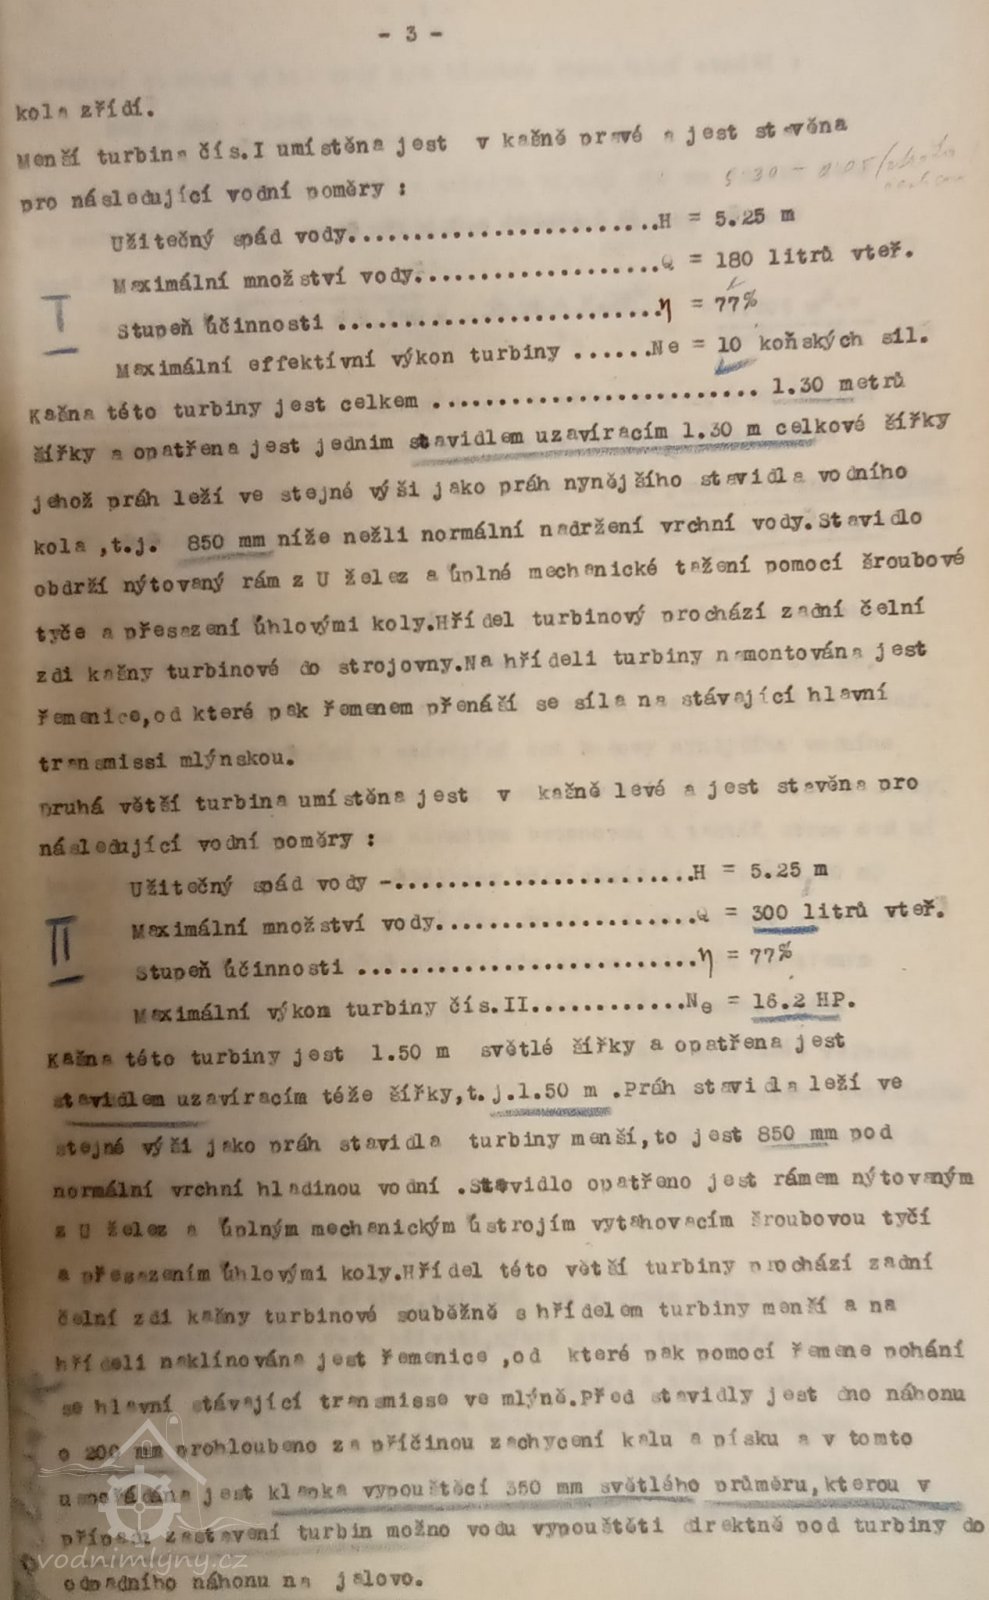 - 3 -
kola zřídí.
Menší turbina čís.I umístěna jest v kašně pravé a jest stavěna
pro následující vodní poměry :
5·30 -
Užitečný spád vody.........................H = 5.25 m
Maximální množství vody....................Q = 180 litrů vteř.
I
Stupeň účinnosti ..........................η = 77%
Maximální effektívní výkon turbiny ......Ne = 10 koňských sil.
Kašna této turbiny jest celkem ........................... 1.30 metrů
šířky a opatřena jest jedním stavidlem uzavíracím 1.30 m celkové šířky
jehož práh leží ve stejné výši jako práh nynějšího stavidla vodního
kola ,t.j. 850 mm níže nežli normální nadržení vrchní vody.Stavidlo
obdrží nýtovaný rám z U želez a úplné mechanické tažení pomocí šroubové
tyče a přesazení úhlovými koly.Hřídel turbinový prochází zadní čelní
zdi kašny turbinové do strojovny.Na hřídeli turbiny namontována jest
řemenice,od které pak řemenem přenáší se síla na stávající hlavní
transmissi mlýnskou.
Druhá větší turbina umístěna jest v kašně levé a jest stavěna pro
následující vodní poměry :
Užitečný spád vody -........................H = 5.25 m
II
Maximální množství vody.....................Q = 300 litrů vteř.
Stupeň účinnosti ............................η = 77%
Maximální výkon turbiny čís.II.............Ne = 16.2 HP.
Kašna této turbiny jest 1.50 m světlé šířky a opatřena jest
stavidlem uzavíracím téže šířky,t.j.1.50 m .Práh stavidla leží ve
stejné výši jako práh stavidla turbiny menší,to jest 850 mm pod
normální vrchní hladinou vodní .Stavidlo opatřeno jest rámem nýtovaným
z U želez a úplným mechanickým ústrojím vytahovacím šroubovou tyčí
a přesazením úhlovými koly.Hřídel této větší turbiny prochází zadní
čelní zdi kašny turbinové souběžně s hřídelem turbiny menší a na
hřídeli naklínována jest řemenice ,od které pak pomocí řemene pohání
se hlavní stávající transmisse ve mlýně.Před stavidly jest dno náhonu
o 200 mm prohloubeno za příčinou zachycení kalu a písku a v tomto
uspořádána jest klapka vypouštěcí 350 mm světlého průměru,kterou v
případu zastavení turbin možno vodu vypouštěti direktně pod turbiny do
vodnimlyny.cz
odpadního náhonu na jalovo.